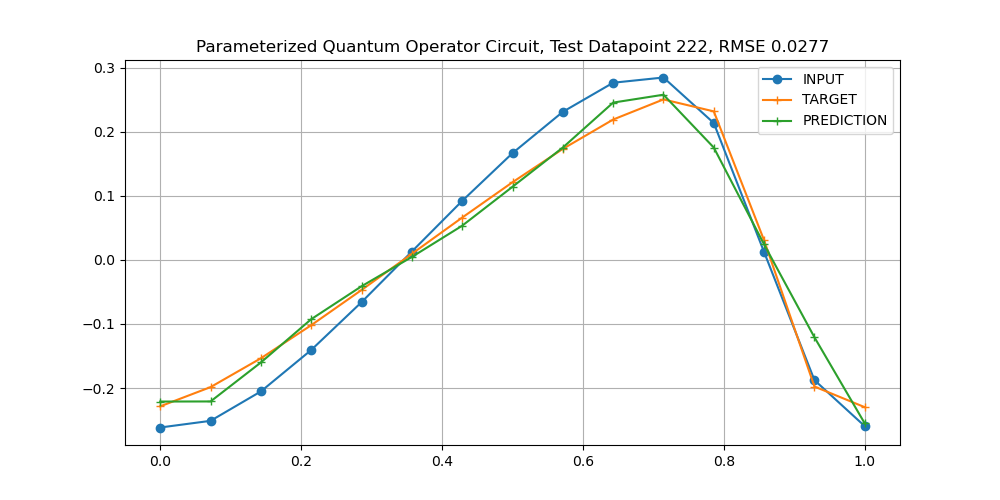 Parameterized Quantum Operator Circuit, Test Datapoint 222, RMSE 0.0277
INPUT
TARGET
PREDICTION
0.3
0.2
0.1
0.0
−0.1
−0.2
0.0 0.2 0.4 0.6 0.8 1.0